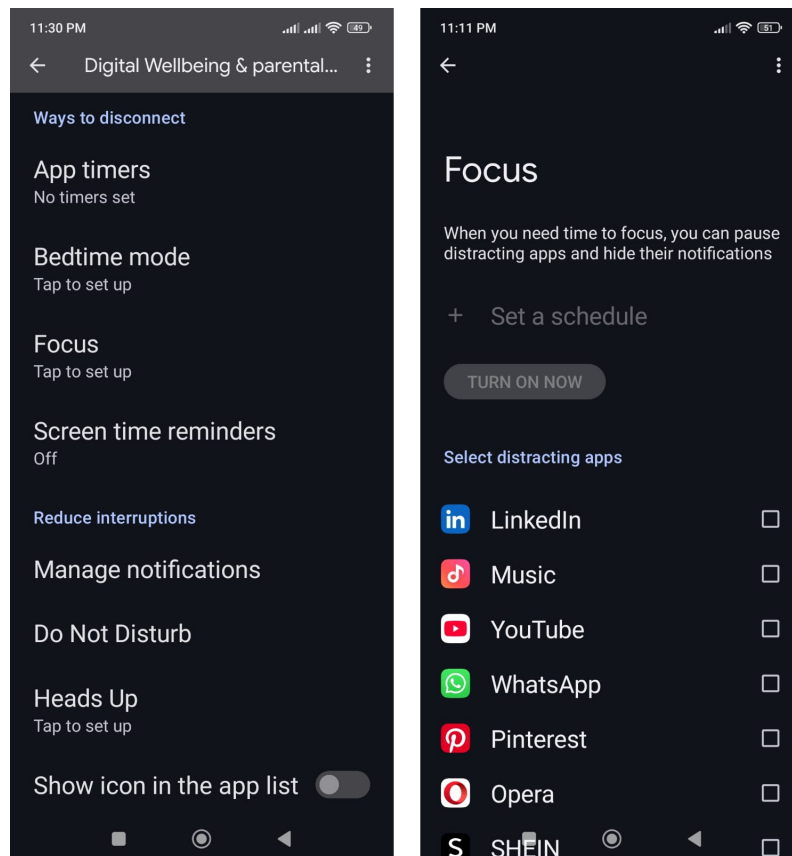 11:30 PM
49
Digital Wellbeing & parental...
Ways to disconnect
App timers
No timers set
Bedtime mode
Tap to set up
Focus
Tap to set up
Screen time reminders
Off
Reduce interruptions
Manage notifications
Do Not Disturb
Heads Up
Tap to set up
Show icon in the app list
11:11 PM
51
Focus
When you need time to focus, you can pause
distracting apps and hide their notifications
+ Set a schedule
TURN ON NOW
Select distracting apps
in LinkedIn
Music
YouTube
WhatsApp
Pinterest
Opera
S SHEIN